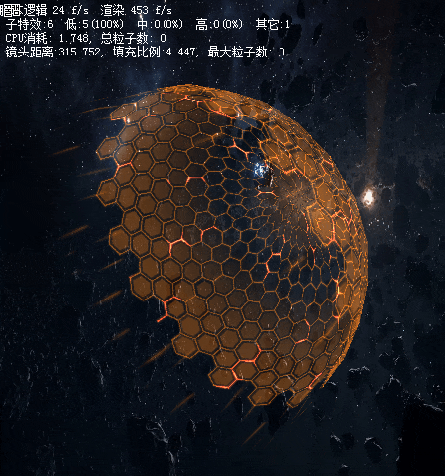 逻辑 24 f/s 渲染 453 f/s
子特效:6 低:5(100%) 中:0(0%) 高:0(0%) 其它:1
CPU消耗: 1.748, 总粒子数: 0
镜头距离 315 752, 填充比例:4 447, 最大粒子数: 0